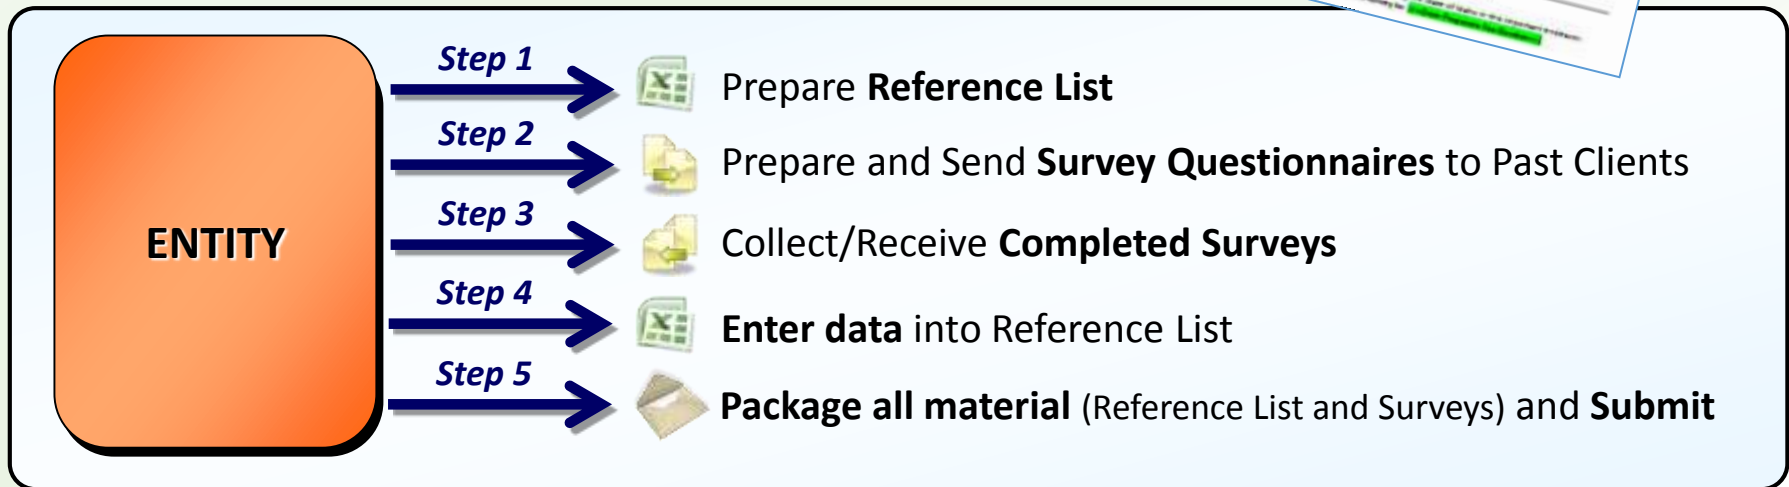 Step 1
Prepare Reference List
Step 2
Prepare and Send Survey Questionnaires to Past Clients
ENTITY
Step 3
Collect/Receive Completed Surveys
Step 4
Enter data into Reference List
Step 5
Package all material (Reference List and Surveys) and Submit